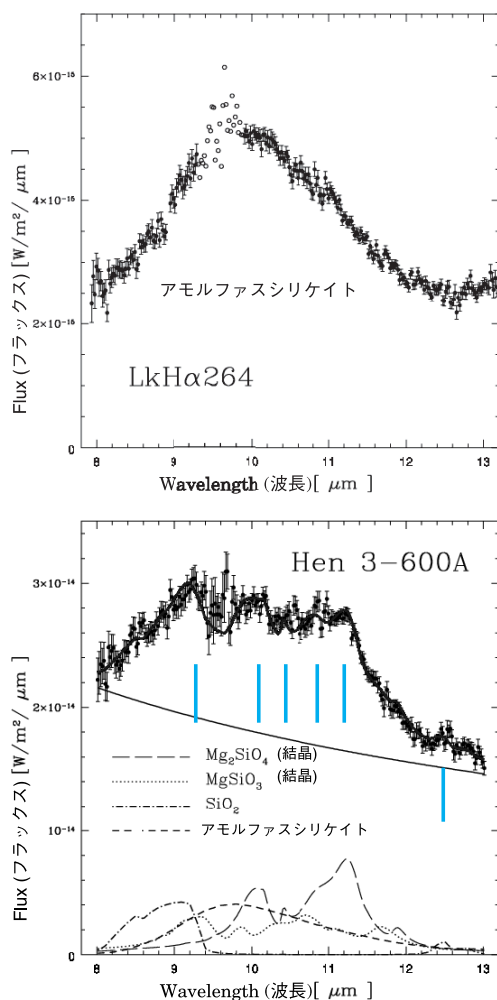 6×10⁻¹⁵
4×10⁻¹⁵
2×10⁻¹⁵
0
Flux (フラックス) [W/m²/ μm]
アモルファスシリケイト
LkHα264
8 9 10 11 12 13
Wavelength (波長)[ μm ]
Hen 3−600A
3×10⁻¹⁴
2×10⁻¹⁴
10⁻¹⁴
0
Flux (フラックス) [W/m²/ μm]
Mg₂SiO₄ (結晶)
MgSiO₃ (結晶)
SiO₂
アモルファスシリケイト
8 9 10 11 12 13
Wavelength (波長)[ μm ]